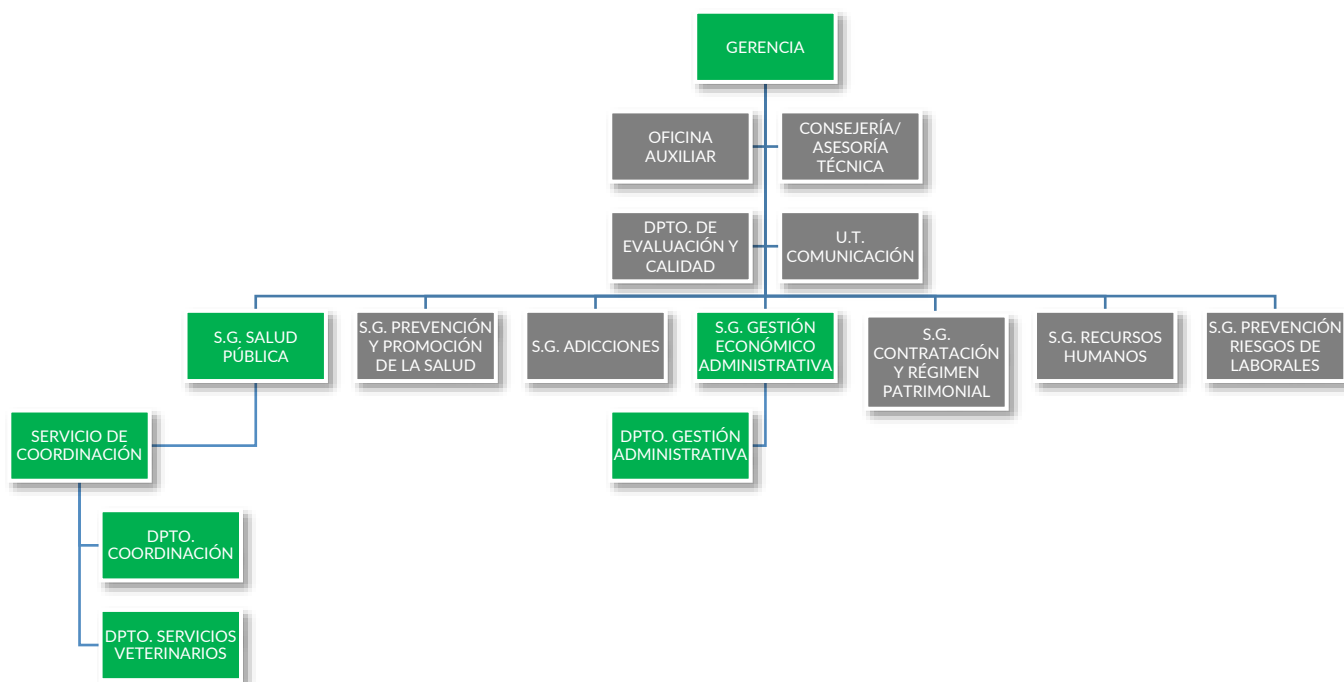 GERENCIA
OFICINA
AUXILIAR
CONSEJERÍA/
ASESORÍA
TÉCNICA
DPTO. DE
EVALUACIÓN Y
CALIDAD
U.T.
COMUNICACIÓN
S.G. SALUD
PÚBLICA
S.G. PREVENCIÓN
Y PROMOCIÓN
DE LA SALUD
S.G. ADICCIONES
S.G. GESTIÓN
ECONÓMICO
ADMINISTRATIVA
S.G.
CONTRATACIÓN
Y RÉGIMEN
PATRIMONIAL
S.G. RECURSOS
HUMANOS
S.G. PREVENCIÓN
RIESGOS DE
LABORALES
SERVICIO DE
COORDINACIÓN
DPTO. GESTIÓN
ADMINISTRATIVA
DPTO.
COORDINACIÓN
DPTO. SERVICIOS
VETERINARIOS